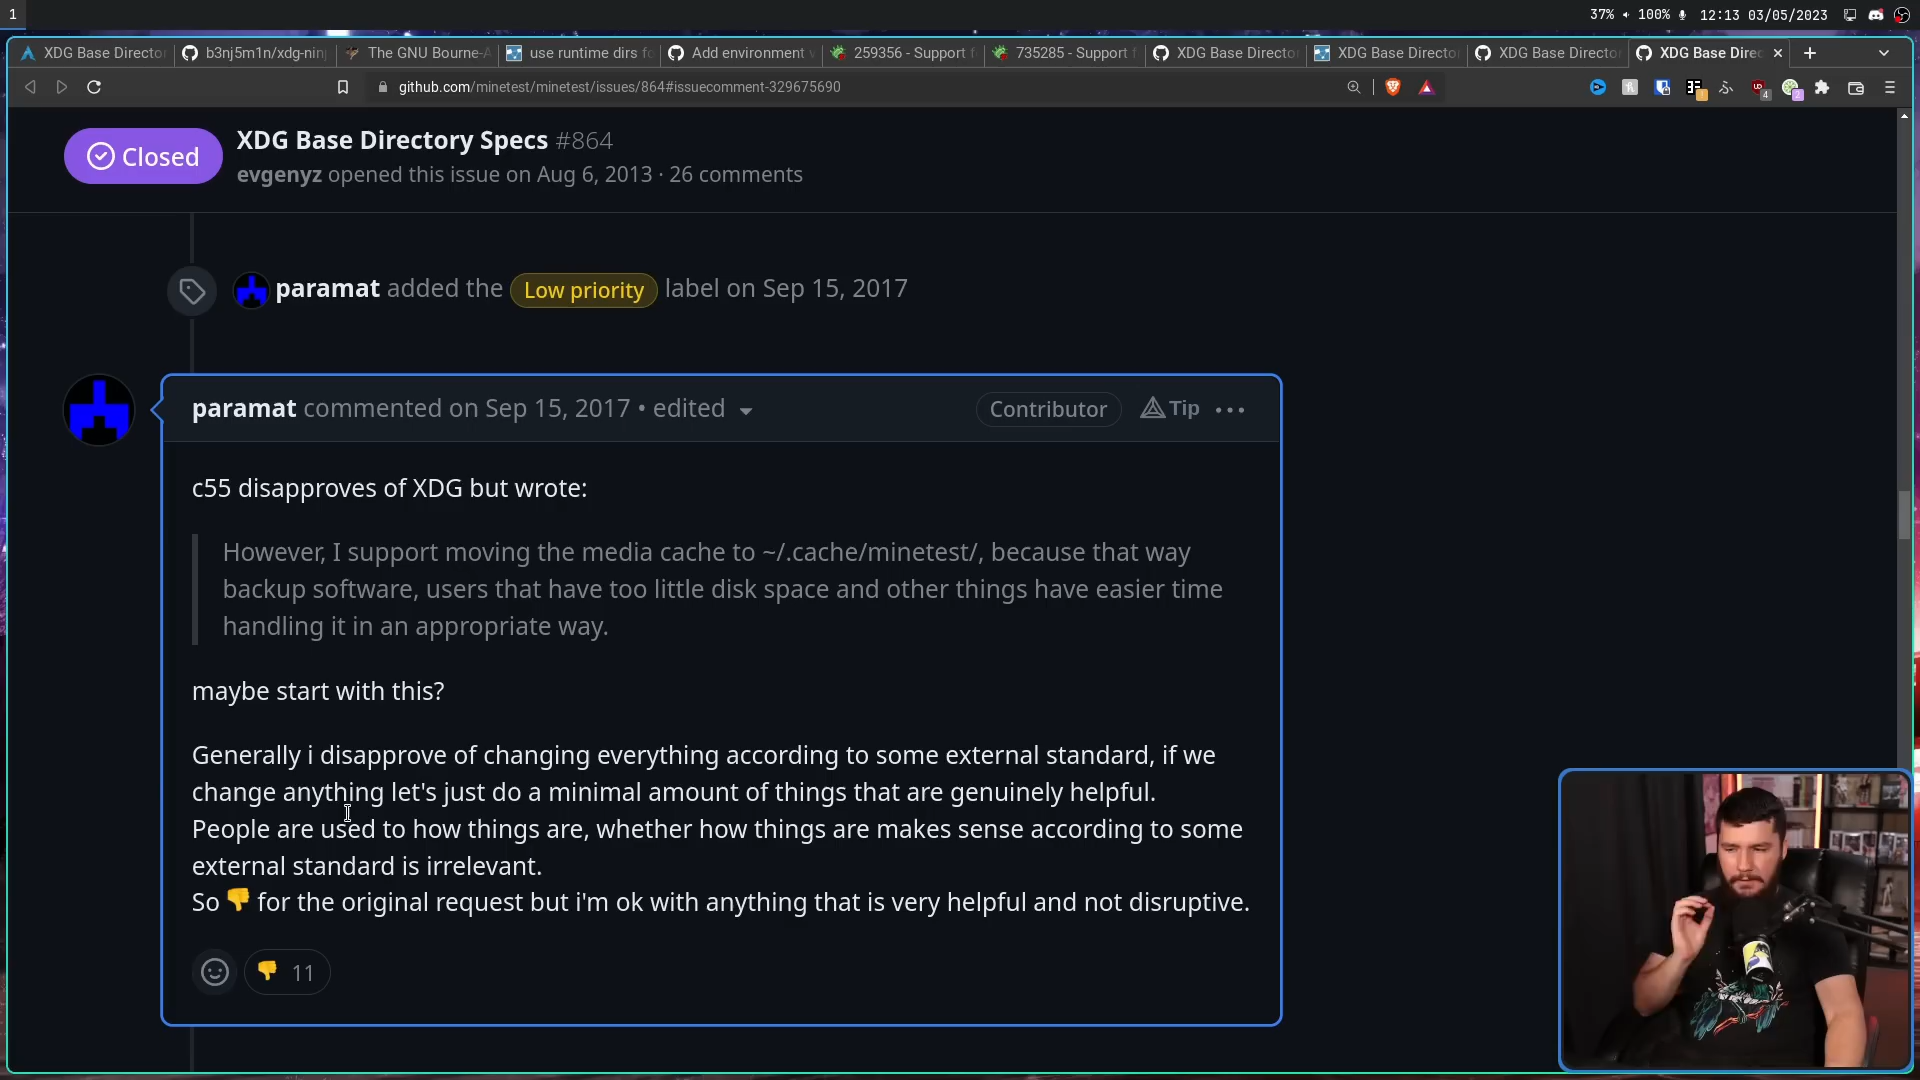 1
37% 100% 12:13 03/05/2023
XDG Base Director b3nj5m1n/xdg-ninj The GNU Bourne-A use runtime dirs fo Add environment v 259356 - Support f 735285 - Support f XDG Base Director XDG Base Director XDG Base Director XDG Base Direc
github.com/minetest/minetest/issues/864#issuecomment-329675690
Closed
XDG Base Directory Specs #864
evgenyz opened this issue on Aug 6, 2013 · 26 comments
paramat added the Low priority label on Sep 15, 2017
paramat commented on Sep 15, 2017 • edited
Contributor Tip
c55 disapproves of XDG but wrote:
However, I support moving the media cache to ~/.cache/minetest/, because that way
backup software, users that have too little disk space and other things have easier time
handling it in an appropriate way.
maybe start with this?
Generally i disapprove of changing everything according to some external standard, if we
change anything let's just do a minimal amount of things that are genuinely helpful.
People are used to how things are, whether how things are makes sense according to some
external standard is irrelevant.
So 👎 for the original request but i'm ok with anything that is very helpful and not disruptive.
👎 11